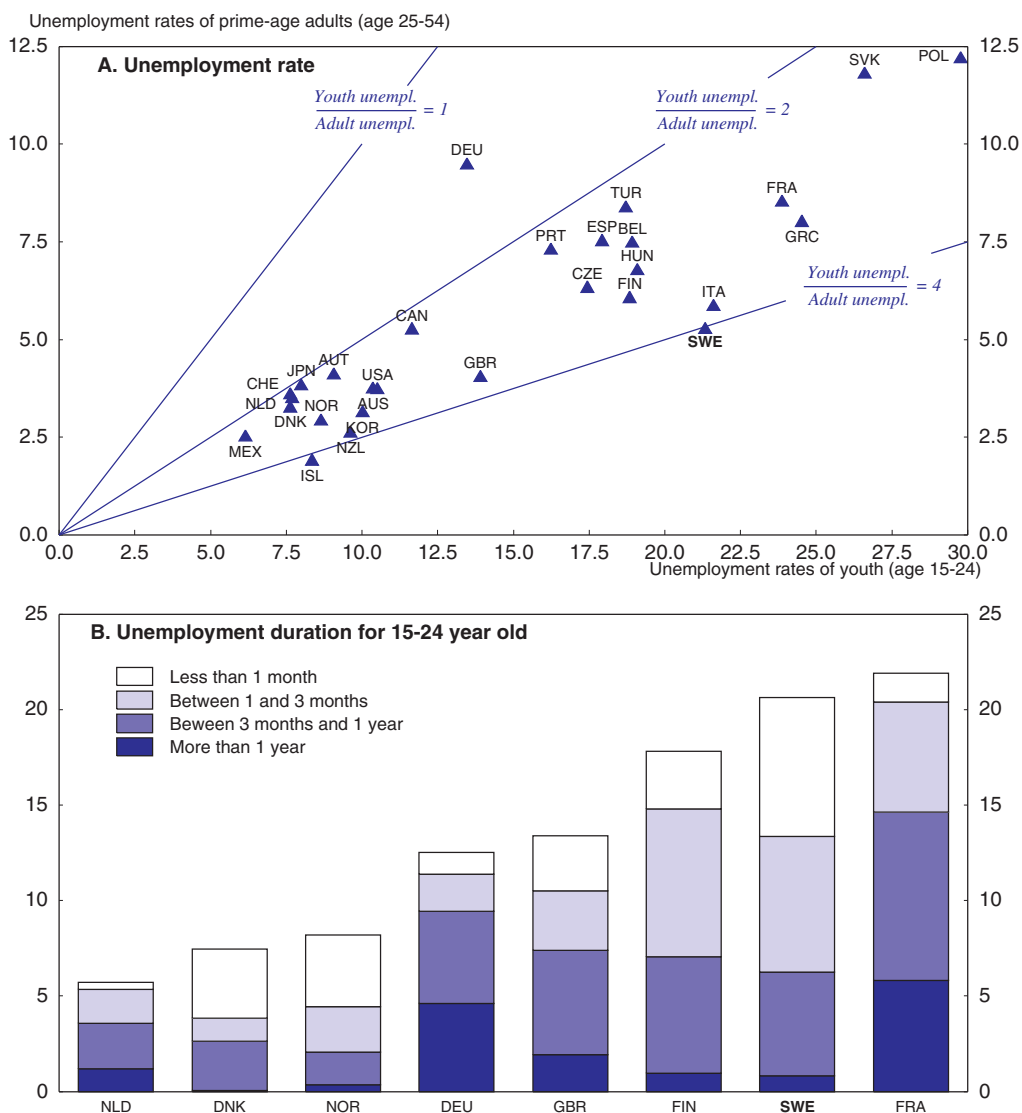 Unemployment rates of prime-age adults (age 25-54)
12.5 12.5
A. Unemployment rate
SVK POL
Youth unempl. / Adult unempl. = 1
Youth unempl. / Adult unempl. = 2
10.0 10.0
DEU
TUR FRA
PRT ESP BEL GRC
7.5 7.5
HUN
CZE FIN
Youth unempl. / Adult unempl. = 4
ITA
CAN
5.0 SWE 5.0
AUT GBR
CHE JPN USA
NLD NOR AUS
DNK KOR
2.5 MEX NZL 2.5
ISL
0.0 0.0
0.0 5.0 7.5 10.0 12.5 15.0 17.5 20.0 22.5 25.0 27.5 30.0
Unemployment rates of youth (age 15-24)
25 25
B. Unemployment duration for 15-24 year old
Less than 1 month
Between 1 and 3 months
20 20
Beween 3 months and 1 year
More than 1 year
15 15
10 10
5 5
0 0
NLD DNK NOR DEU GBR FIN SWE FRA